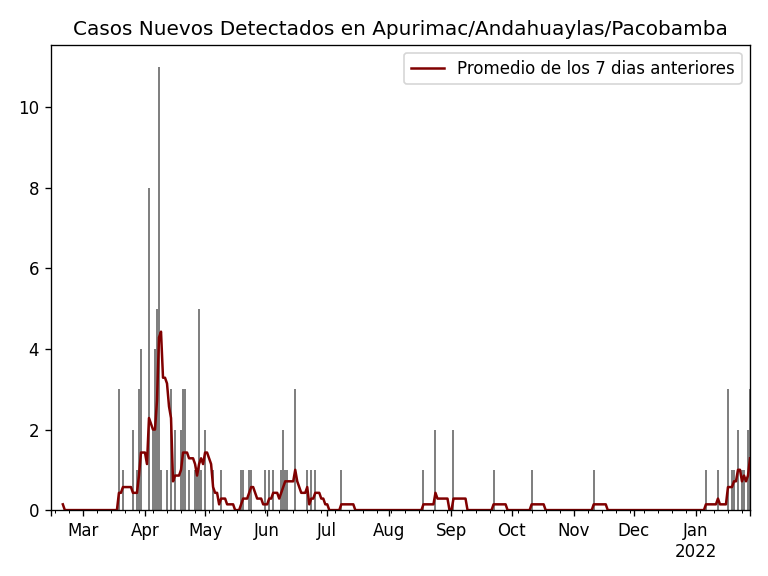 Casos Nuevos Detectados en Apurimac/Andahuaylas/Pacobamba
Promedio de los 7 dias anteriores
10
8
6
4
2
0
Mar Apr May Jun Jul Aug Sep Oct Nov Dec Jan
2022